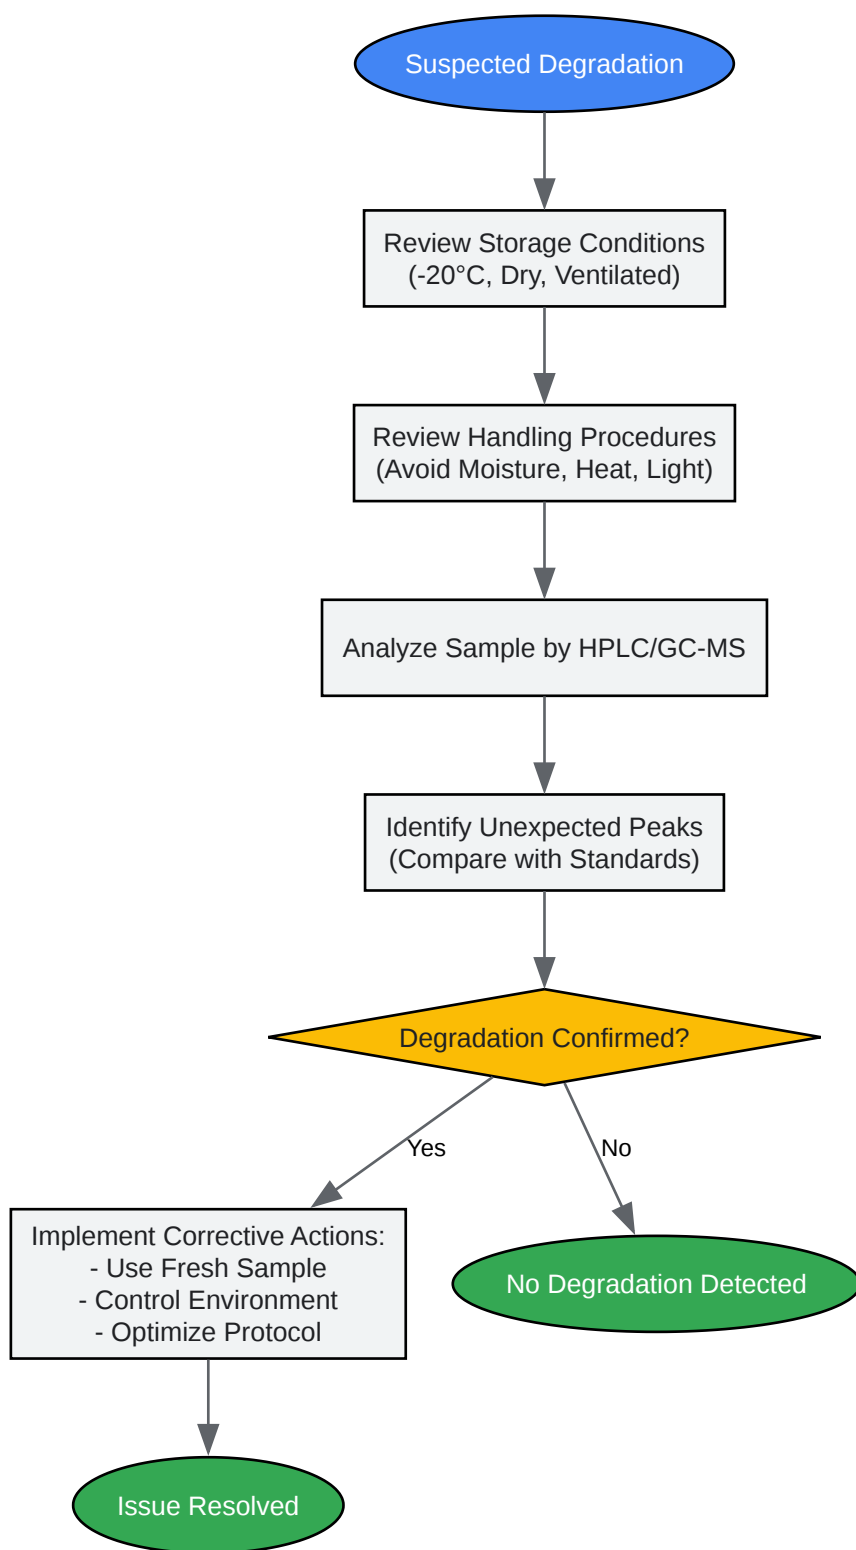 Suspected Degradation
Review Storage Conditions
(-20°C, Dry, Ventilated)
Review Handling Procedures
(Avoid Moisture, Heat, Light)
Analyze Sample by HPLC/GC-MS
Identify Unexpected Peaks
(Compare with Standards)
Degradation Confirmed?
Yes
No
Implement Corrective Actions:
- Use Fresh Sample
- Control Environment
- Optimize Protocol
No Degradation Detected
Issue Resolved